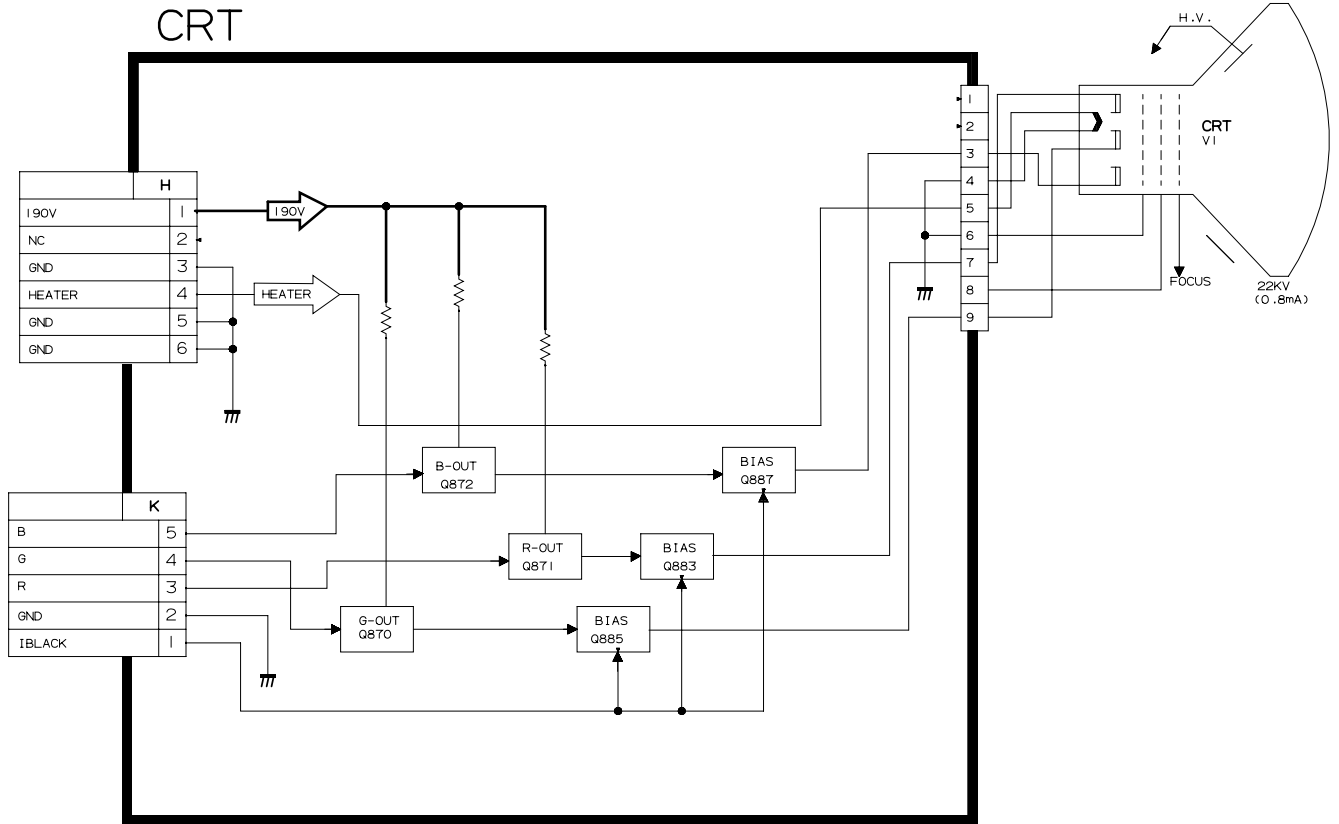 CRT
H.V.
CRT
V1
FOCUS
22KV
(0.8mA)
1
2
3
4
5
6
7
8
9
H
190V 1
NC 2
GND 3
HEATER 4
GND 5
GND 6
190V
HEATER
K
B 5
G 4
R 3
GND 2
IBLACK 1
B-OUT
Q872
BIAS
Q887
R-OUT
Q871
BIAS
Q883
G-OUT
Q870
BIAS
Q885